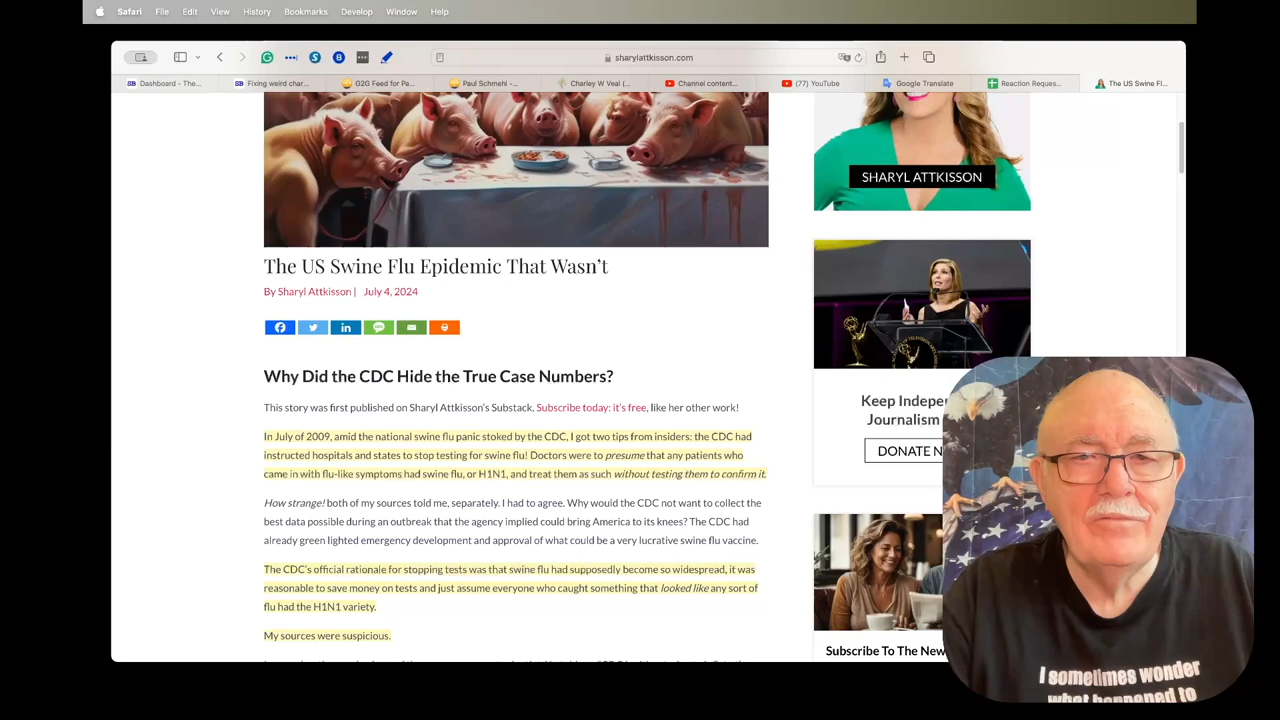 Safari File Edit View History Bookmarks Develop Window Help
sharylattkisson.com
Dashboard - The...
Fixing weird char...
G2G Feed for Pa...
Paul Schmehl -...
Charley W Veal (...
Channel content...
(77) YouTube
Google Translate
Reaction Reques...
The US Swine Fl...
SHARYL ATTKISSON
The US Swine Flu Epidemic That Wasn't
By Sharyl Attkisson | July 4, 2024
Why Did the CDC Hide the True Case Numbers?
This story was first published on Sharyl Attkisson's Substack. Subscribe today: it's free, like her other work!
In July of 2009, amid the national swine flu panic stoked by the CDC, I got two tips from insiders: the CDC had
instructed hospitals and states to stop testing for swine flu! Doctors were to presume that any patients who
came in with flu-like symptoms had swine flu, or H1N1, and treat them as such without testing them to confirm it.
How strange! both of my sources told me, separately. I had to agree. Why would the CDC not want to collect the
best data possible during an outbreak that the agency implied could bring America to its knees? The CDC had
already green lighted emergency development and approval of what could be a very lucrative swine flu vaccine.
The CDC's official rationale for stopping tests was that swine flu had supposedly become so widespread, it was
reasonable to save money on tests and just assume everyone who caught something that looked like any sort of
flu had the H1N1 variety.
My sources were suspicious.
Keep Indepen
Journalism
DONATE N
Subscribe To The New
I sometimes wonder
what happened to